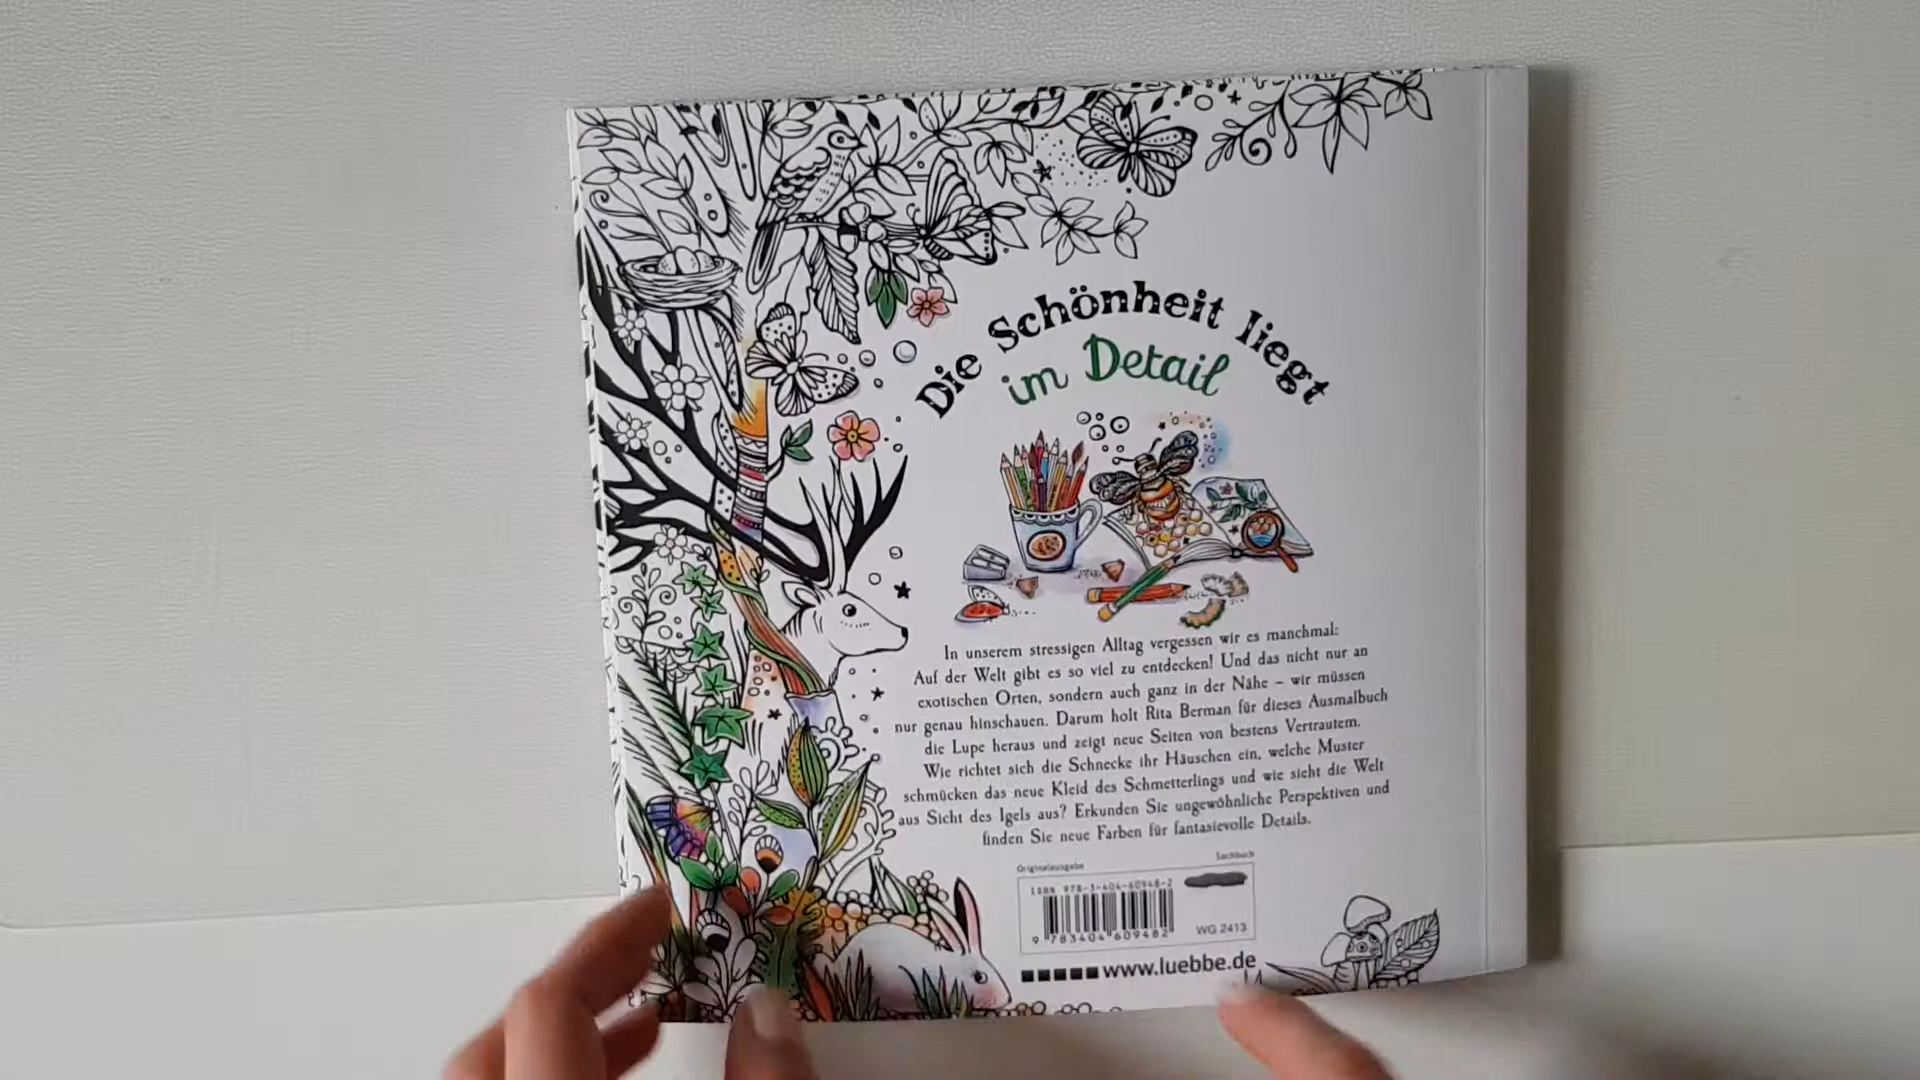 Die Schönheit liegt
im Detail
In unserem stressigen Alltag vergessen wir es manchmal:
Auf der Welt gibt es so viel zu entdecken! Und das nicht nur an
exotischen Orten, sondern auch ganz in der Nähe – wir müssen
nur genau hinschauen. Darum holt Rita Berman für dieses Ausmalbuch
die Lupe heraus und zeigt neue Seiten von bestens Vertrautem.
Wie richtet sich die Schnecke ihr Häuschen ein, welche Muster
schmücken das neue Kleid des Schmetterlings und wie sieht die Welt
aus Sicht des Igels aus? Erkunden Sie ungewöhnliche Perspektiven und
finden Sie neue Farben für fantasievolle Details.
Originalausgabe
Sachbuch
ISBN 978-3-404-60948-2
9 783404 609482
WG 2413
www.luebbe.de